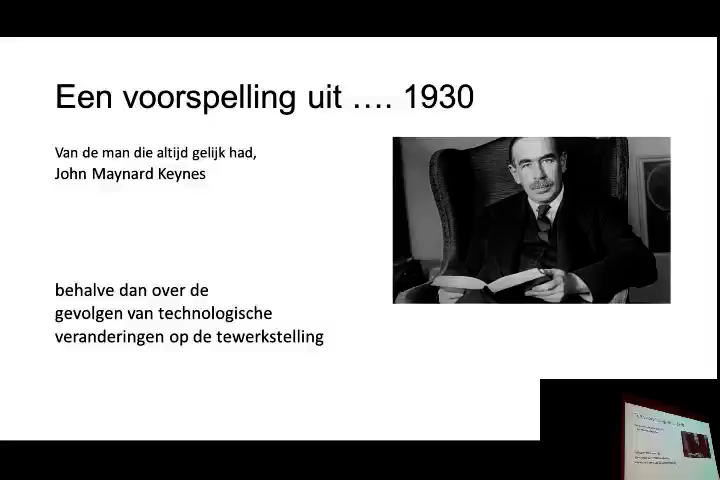 Een voorspelling uit .... 1930
Van de man die altijd gelijk had,
John Maynard Keynes
behalve dan over de
gevolgen van technologische
veranderingen op de tewerkstelling